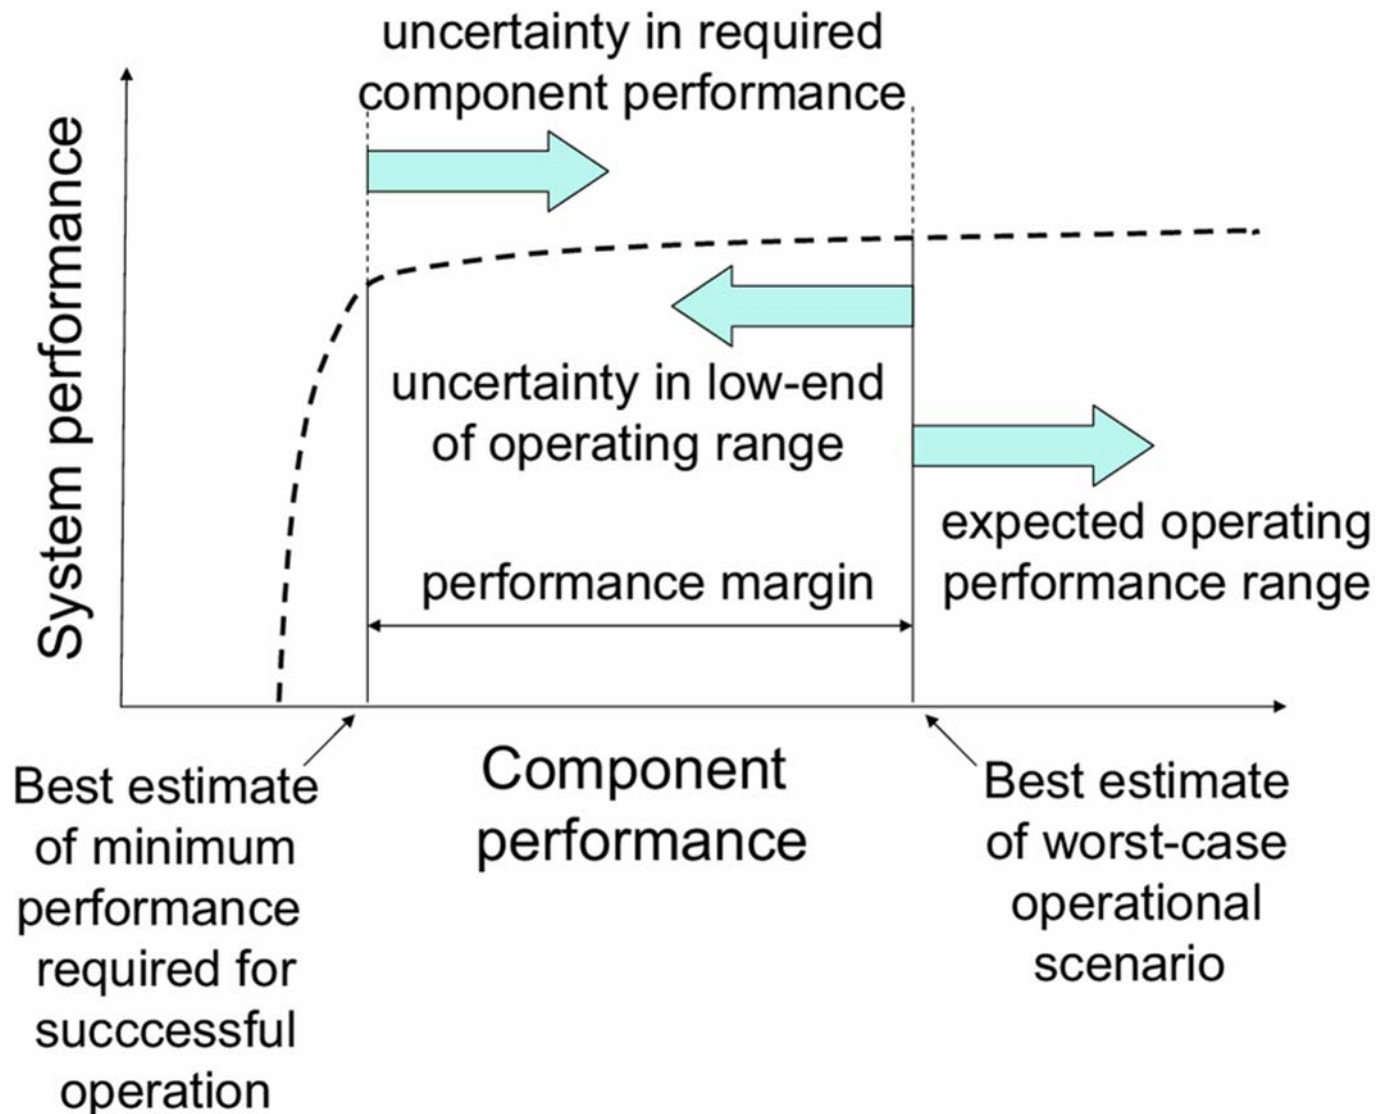 uncertainty in required
component performance
System performance
uncertainty in low-end
of operating range
expected operating
performance range
performance margin
Component
performance
Best estimate
of minimum
performance
required for
succcessful
operation
Best estimate
of worst-case
operational
scenario